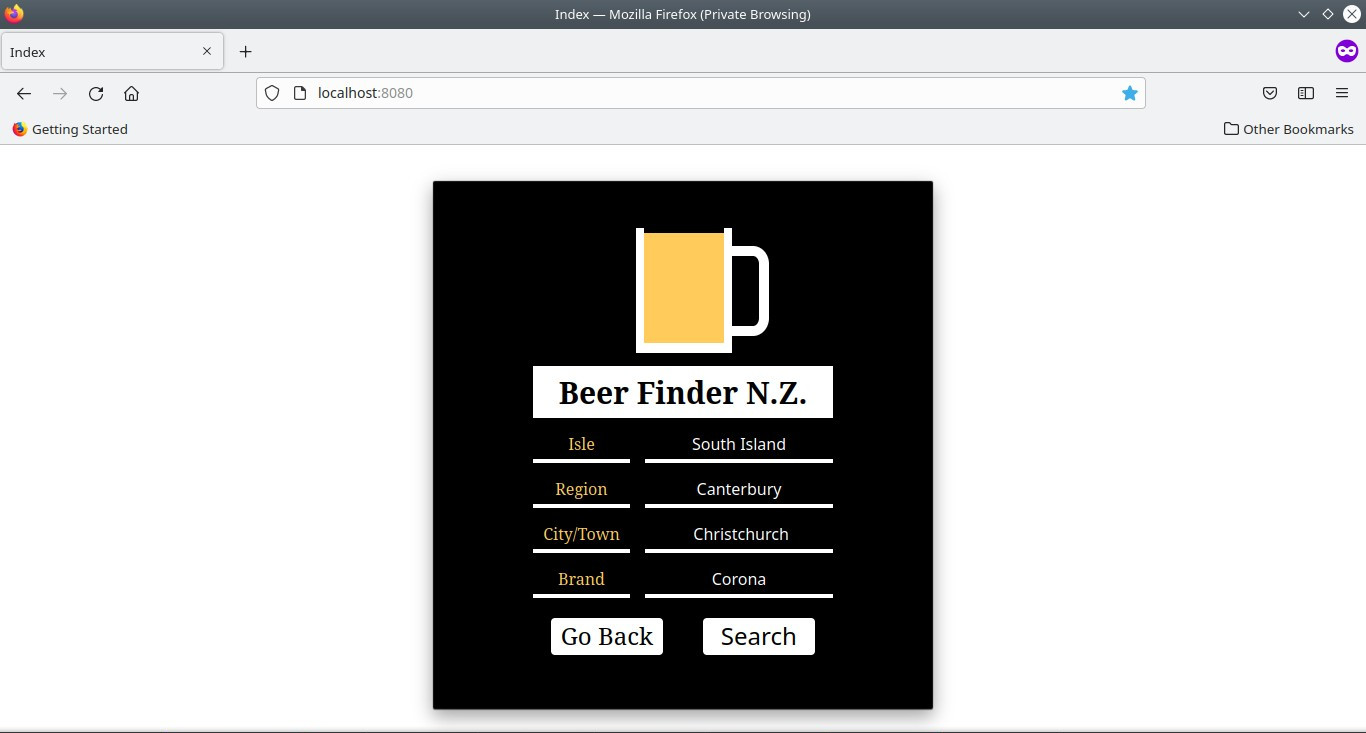 Index — Mozilla Firefox (Private Browsing)
Index
localhost:8080
Getting Started Other Bookmarks
Beer Finder N.Z.
Isle South Island
Region Canterbury
City/Town Christchurch
Brand Corona
Go Back Search